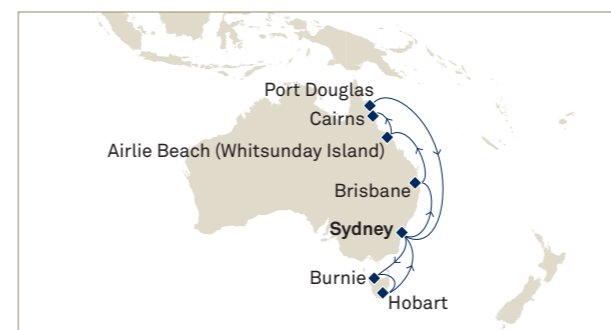 Port Douglas
Cairns
Airlie Beach (Whitsunday Island)
Brisbane
Sydney
Burnie
Hobart